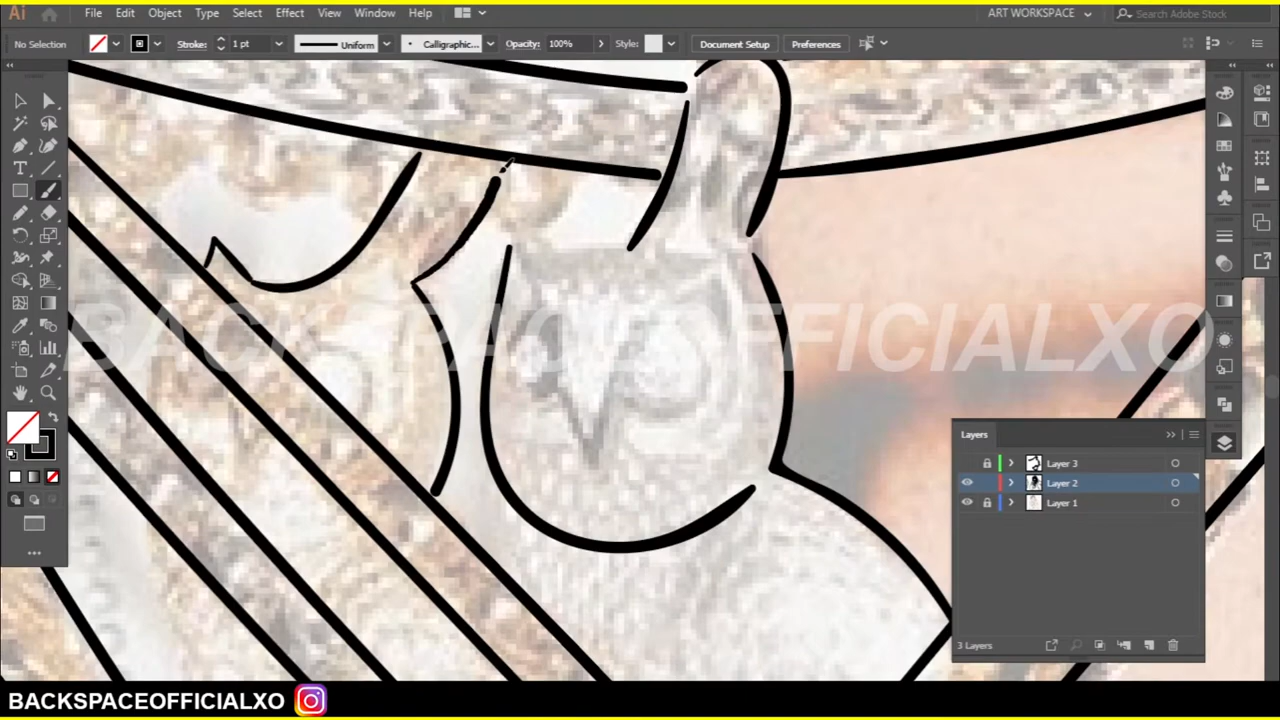 Ai File Edit Object Type Select Effect View Window Help ART WORKSPACE Search Adobe Stock
No Selection Stroke: 1 pt Uniform Calligraphic... Opacity: 100% Style: Document Setup Preferences
BACKSPACEOFFICIALXO
Layers
Layer 3
Layer 2
Layer 1
3 Layers
BACKSPACEOFFICIALXO